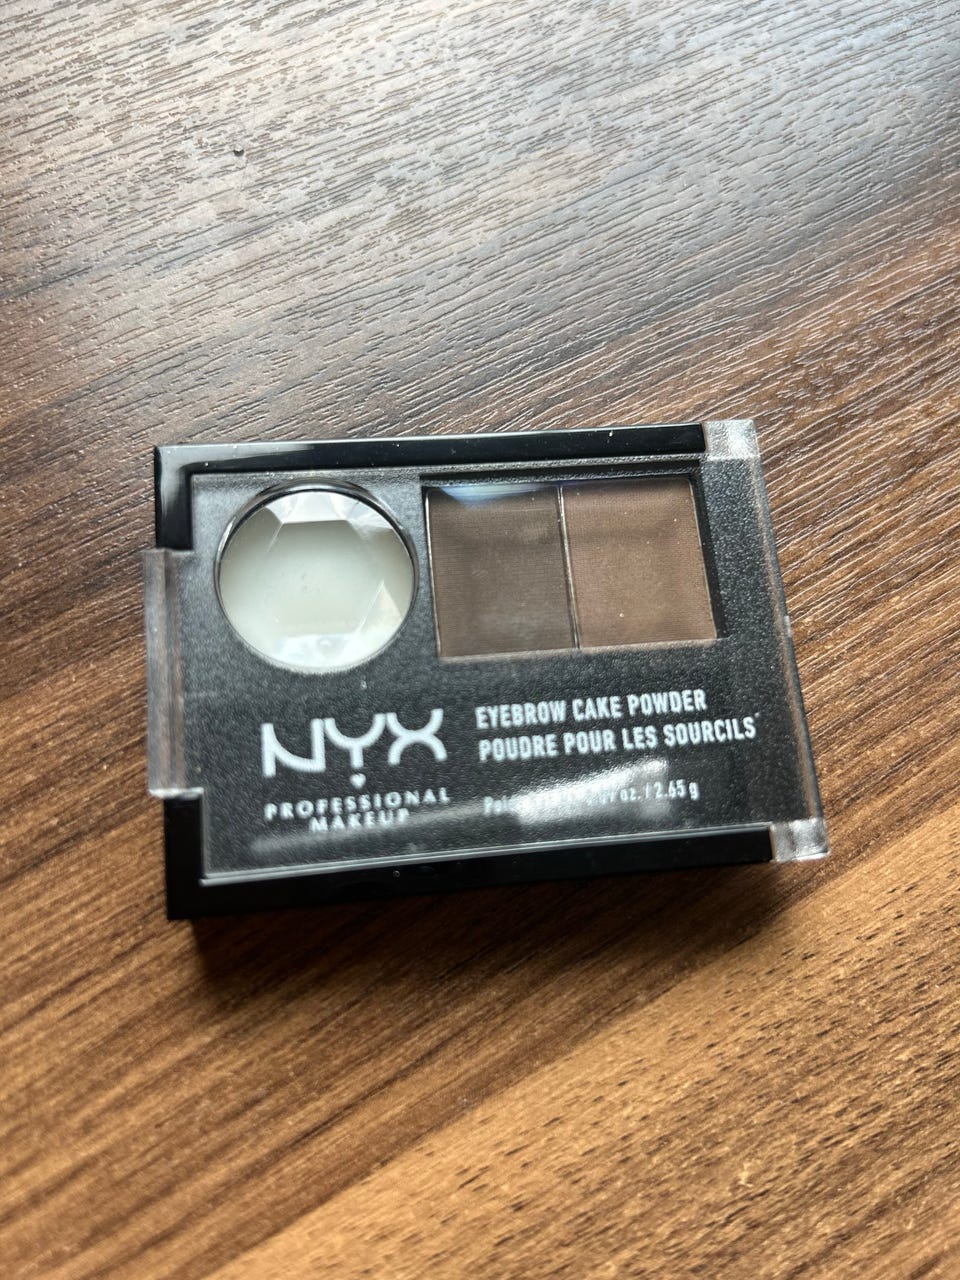 NYX
PROFESSIONAL
MAKEUP
EYEBROW CAKE POWDER
POUDRE POUR LES SOURCILS
oz. / 2.65 g